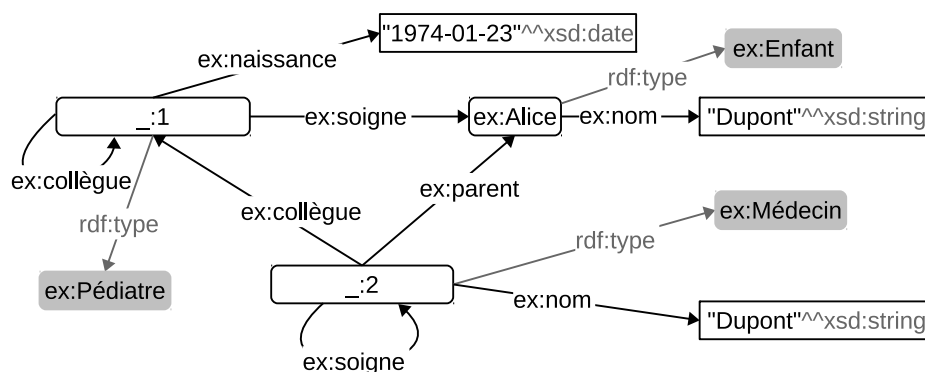 "1974-01-23"^^xsd:date
ex:Enfant
ex:naissance
rdf:type
_:1
ex:soigne
ex:Alice
ex:nom
"Dupont"^^xsd:string
ex:collègue
ex:parent
ex:collègue
rdf:type
ex:Médecin
rdf:type
ex:Pédiatre
_:2
ex:nom
"Dupont"^^xsd:string
ex:soigne